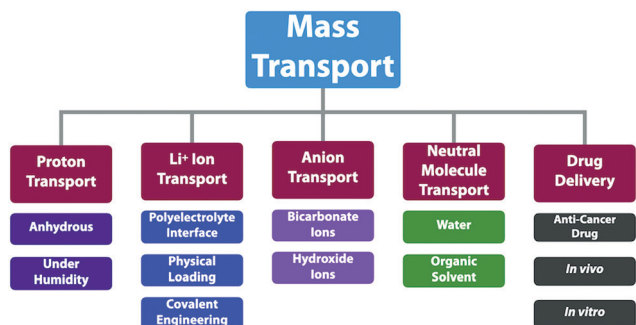 Mass
Transport
Proton
Transport
Li⁺ Ion
Transport
Anion
Transport
Neutral
Molecule
Transport
Drug
Delivery
Anhydrous
Under
Humidity
Polyelectrolyte
Interface
Physical
Loading
Covalent
Engineering
Bicarbonate
Ions
Hydroxide
Ions
Water
Organic
Solvent
Anti-Cancer
Drug
In vivo
In vitro